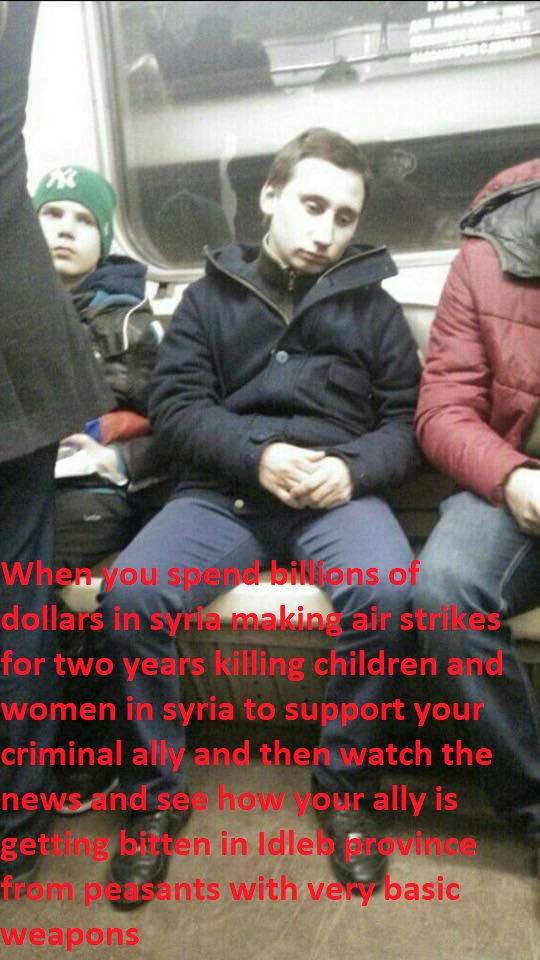 NY
When you spend billions of
dollars in syria making air strikes
for two years killing children and
women in syria to support your
criminal ally and then watch the
news and see how your ally is
getting bitten in Idleb province
from peasants with very basic
weapons